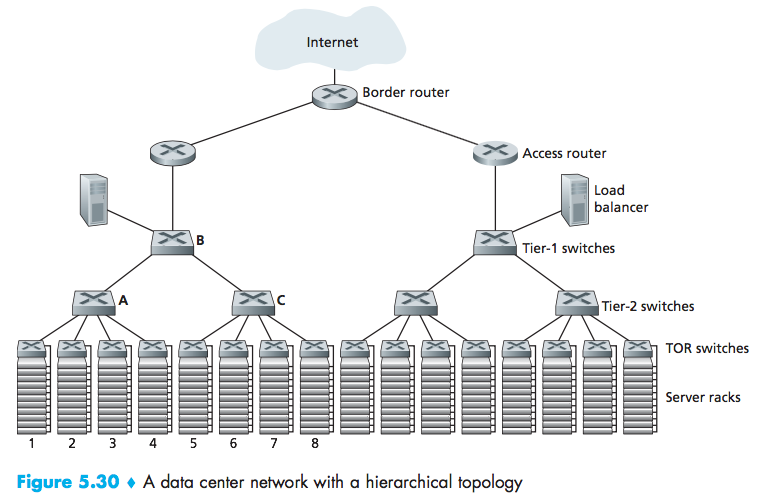 Internet
Border router
Access router
Load
balancer
B
Tier-1 switches
A
C
Tier-2 switches
TOR switches
Server racks
1 2 3 4 5 6 7 8
Figure 5.30 ♦ A data center network with a hierarchical topology